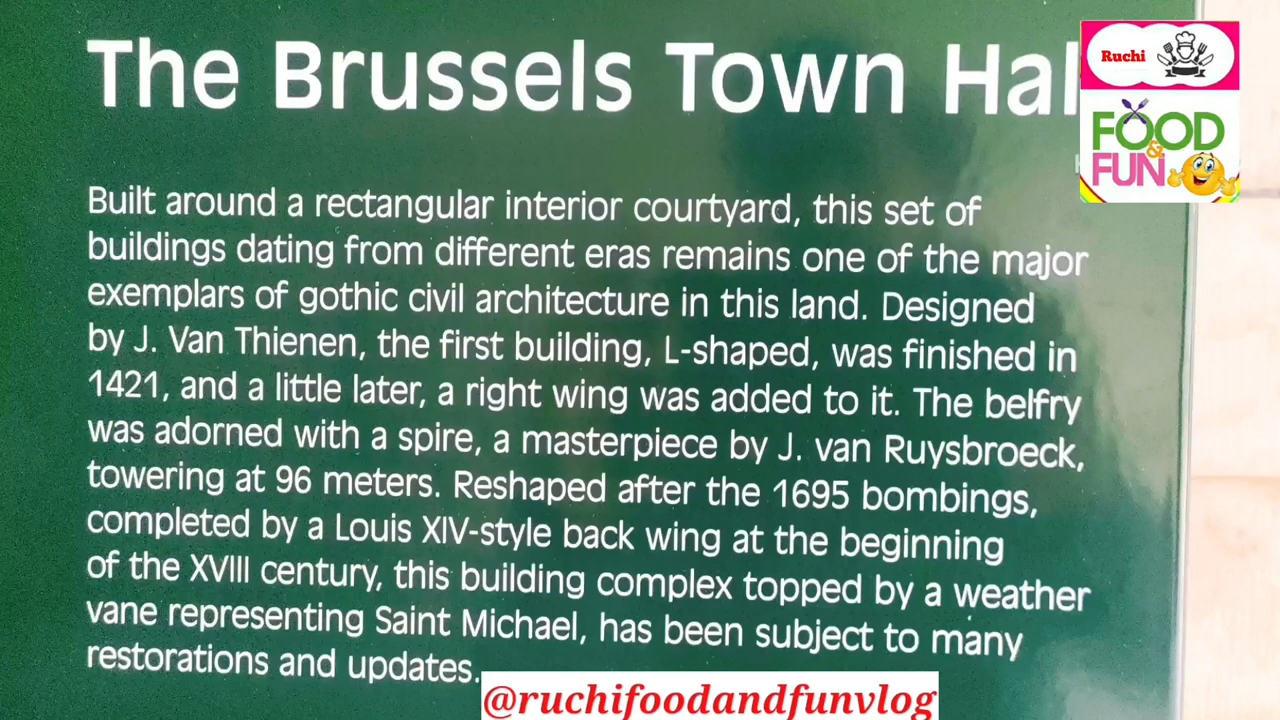 The Brussels Town Hal
Ruchi
FOOD
&
FUN
Built around a rectangular interior courtyard, this set of
buildings dating from different eras remains one of the major
exemplars of gothic civil architecture in this land. Designed
by J. Van Thienen, the first building, L-shaped, was finished in
1421, and a little later, a right wing was added to it. The belfry
was adorned with a spire, a masterpiece by J. van Ruysbroeck,
towering at 96 meters. Reshaped after the 1695 bombings,
completed by a Louis XIV-style back wing at the beginning
of the XVIII century, this building complex topped by a weather
vane representing Saint Michael, has been subject to many
restorations and updates.
@ruchifoodandfunvlog